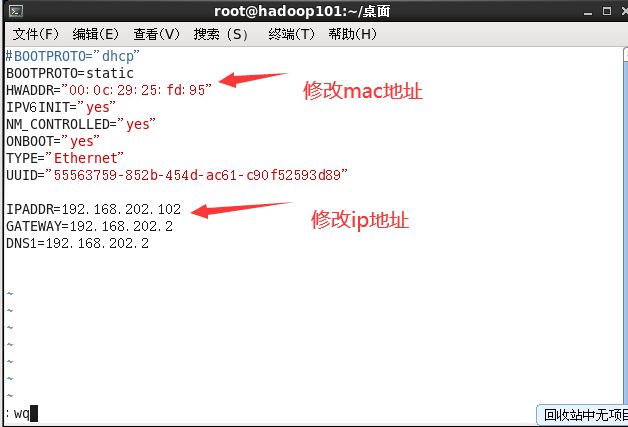 root@hadoop101:~/桌面
文件(F) 编辑(E) 查看(V) 搜索 (S) 终端(T) 帮助(H)
#BOOTPROTO="dhcp"
BOOTPROTO=static
HWADDR="00:0c:29:25:fd:95"
修改mac地址
IPV6INIT="yes"
NM_CONTROLLED="yes"
ONBOOT="yes"
TYPE="Ethernet"
UUID="55563759-852b-454d-ac61-c90f52593d89"
IPADDR=192.168.202.102
修改ip地址
GATEWAY=192.168.202.2
DNS1=192.168.202.2
~
~
~
~
~
~
~
:wq
回收站中无项目